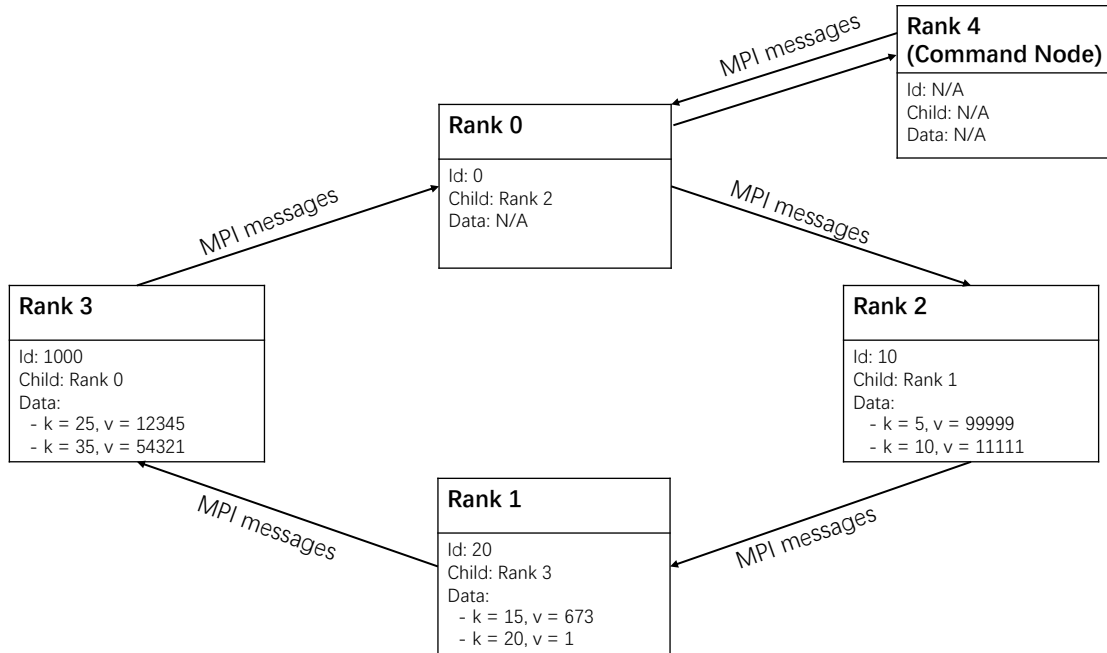 MPI messages
Rank 4
(Command Node)
Id: N/A
Child: N/A
Data: N/A
Rank 0
Id: 0
Child: Rank 2
Data: N/A
MPI messages
MPI messages
Rank 3
Id: 1000
Child: Rank 0
Data:
- k = 25, v = 12345
- k = 35, v = 54321
Rank 2
Id: 10
Child: Rank 1
Data:
- k = 5, v = 99999
- k = 10, v = 11111
MPI messages
MPI messages
Rank 1
Id: 20
Child: Rank 3
Data:
- k = 15, v = 673
- k = 20, v = 1